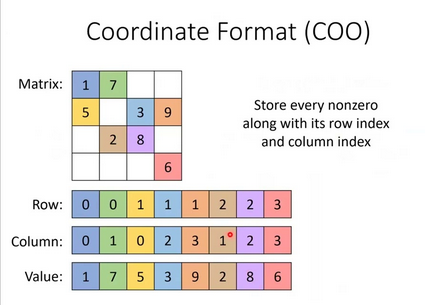 Coordinate Format (COO)
Matrix:
1 7
5 3 9
2 8
6
Store every nonzero
along with its row index
and column index
Row: 0 0 1 1 1 2 2 3
Column: 0 1 0 2 3 1 2 3
Value: 1 7 5 3 9 2 8 6